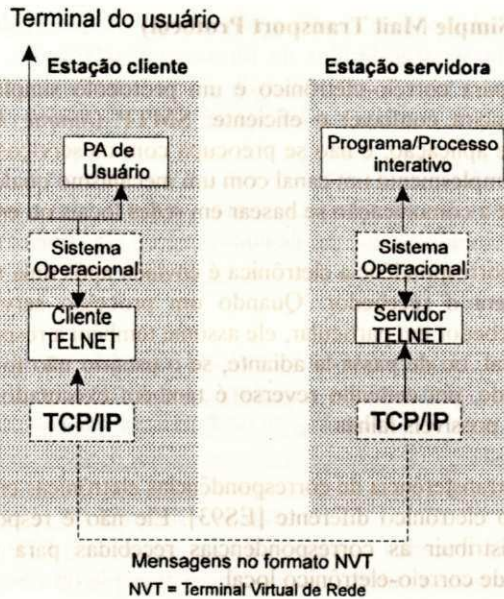 Terminal do usuário
Estação cliente
Estação servidora
PA de
Usuário
Programa/Processo
interativo
Sistema
Operacional
Sistema
Operacional
Cliente
TELNET
Servidor
TELNET
TCP/IP
TCP/IP
Mensagens no formato NVT
NVT = Terminal Virtual de Rede